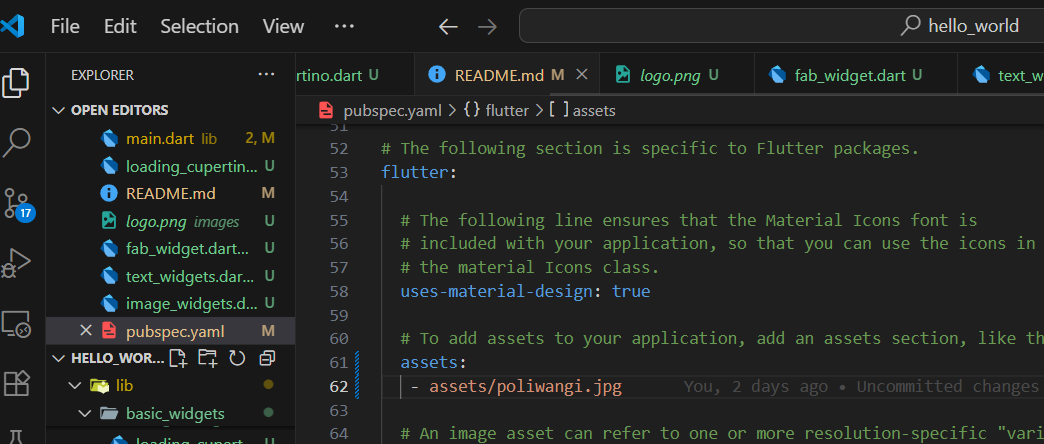 File Edit Selection View ···
hello_world
EXPLORER ···
rtino.dart U
README.md M
logo.png U
fab_widget.dart U
text_w
OPEN EDITORS
main.dart lib 2, M
loading_cupertin... U
README.md M
logo.png images U
fab_widget.dart... U
text_widgets.dar... U
image_widgets.d... U
pubspec.yaml M
HELLO_WOR...
lib
basic_widgets
loading_cupert U
17
pubspec.yaml > {} flutter > [ ] assets
51
52 # The following section is specific to Flutter packages.
53 flutter:
54
55 # The following line ensures that the Material Icons font is
56 # included with your application, so that you can use the icons in
57 # the material Icons class.
58 uses-material-design: true
59
60 # To add assets to your application, add an assets section, like th
61 assets:
62 - assets/poliwangi.jpg You, 2 days ago • Uncommitted changes
63
64 # An image asset can refer to one or more resolution-specific "vari